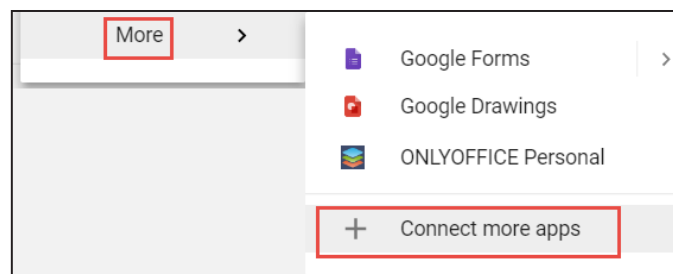 More
Google Forms
Google Drawings
ONLYOFFICE Personal
Connect more apps